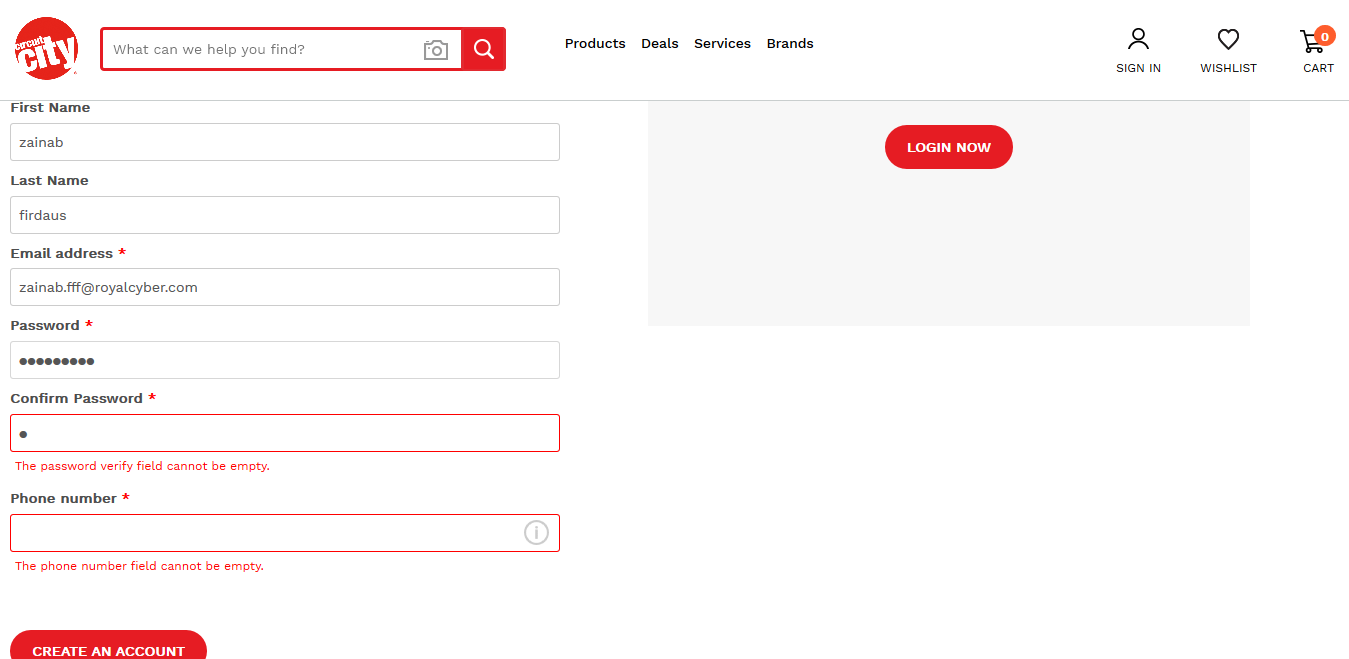 circuit
city
What can we help you find?
Products Deals Services Brands
SIGN IN
WISHLIST
0
CART
First Name
zainab
Last Name
firdaus
Email address *
zainab.fff@royalcyber.com
Password *
●●●●●●●●●
Confirm Password *
●
The password verify field cannot be empty.
Phone number *
The phone number field cannot be empty.
CREATE AN ACCOUNT
LOGIN NOW